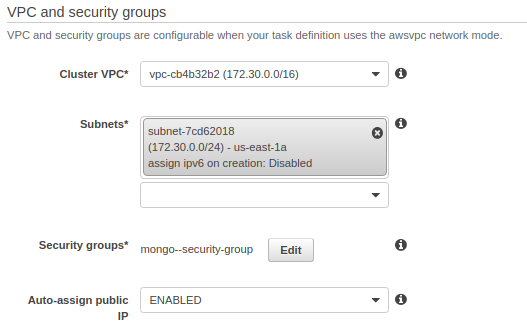 VPC and security groups
VPC and security groups are configurable when your task definition uses the awsvpc network mode.
Cluster VPC*
vpc-cb4b32b2 (172.30.0.0/16)
Subnets*
subnet-7cd62018
(172.30.0.0/24) - us-east-1a
assign ipv6 on creation: Disabled
Security groups*
mongo--security-group
Edit
Auto-assign public
IP
ENABLED